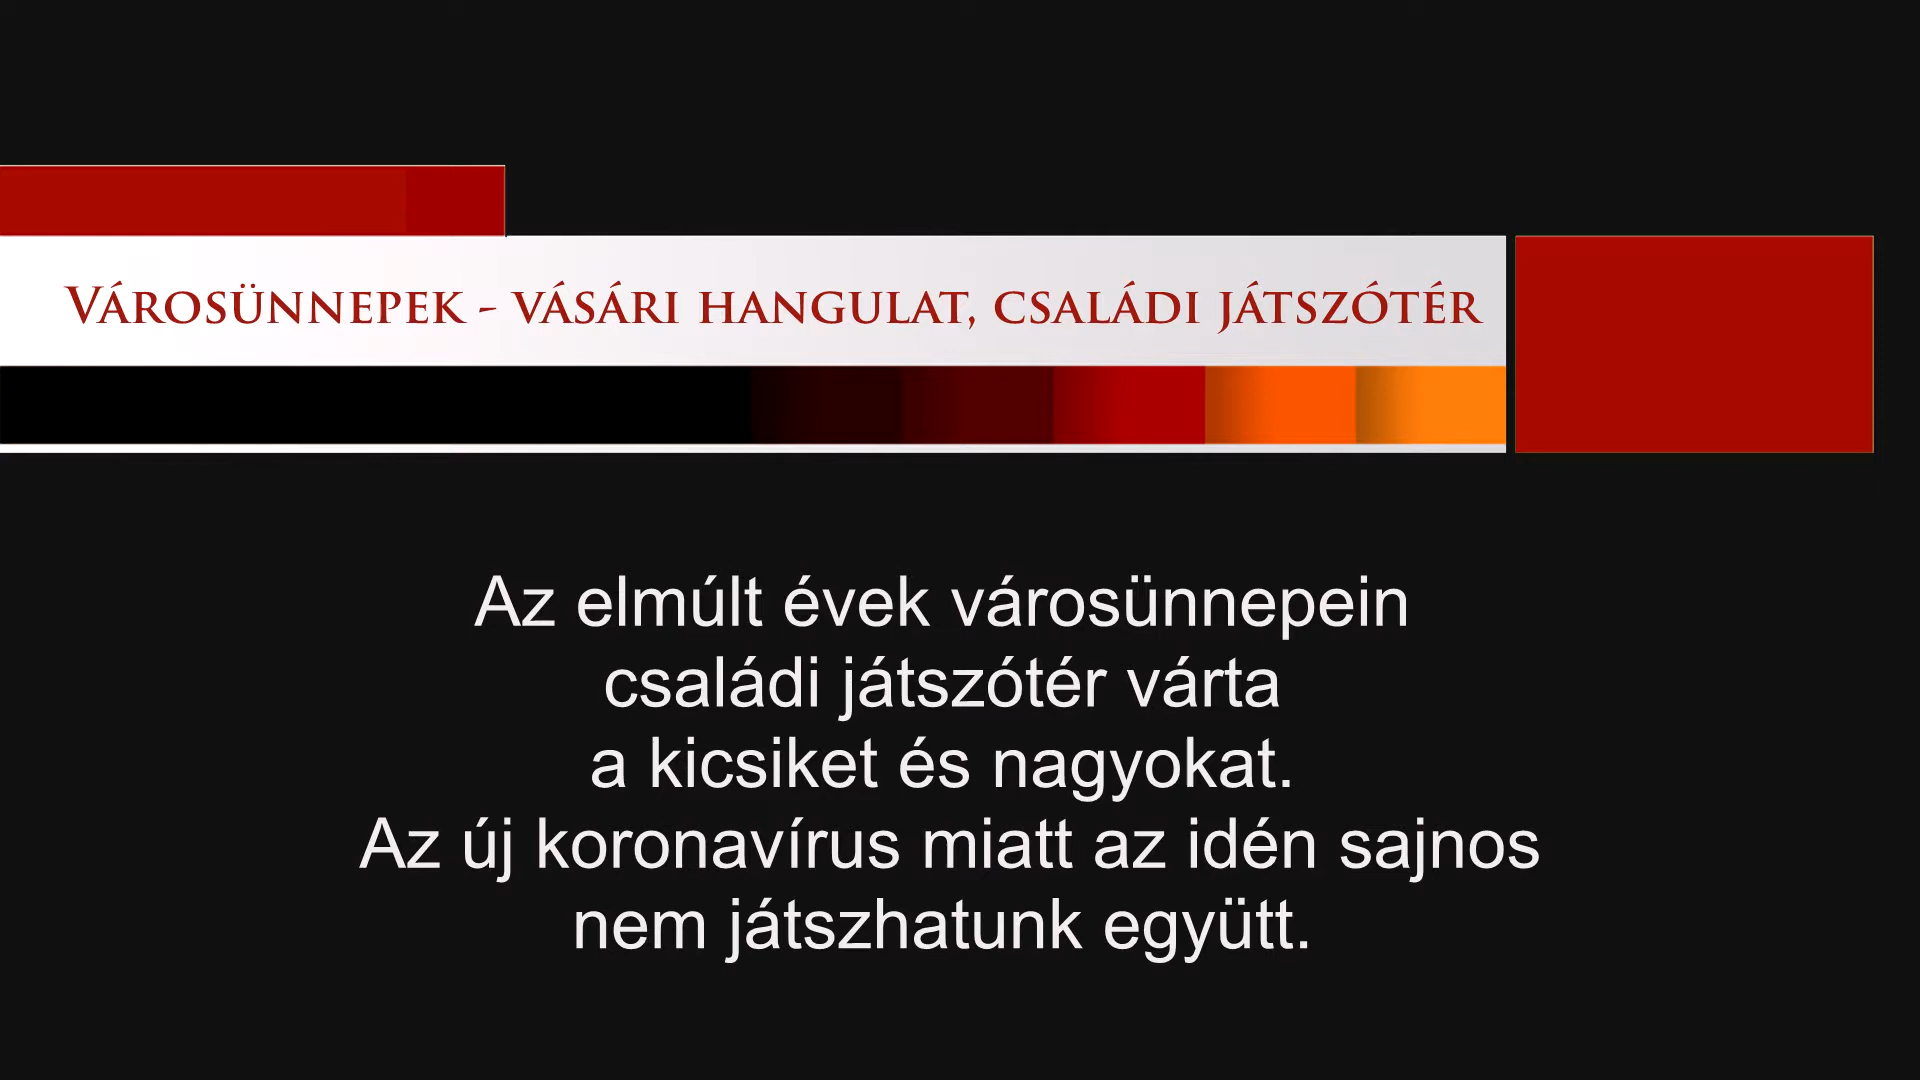 Városünnepek - vásári hangulat, családi játszótér
Az elmúlt évek városünnepein
családi játszótér várta
a kicsiket és nagyokat.
Az új koronavírus miatt az idén sajnos
nem játszhatunk együtt.